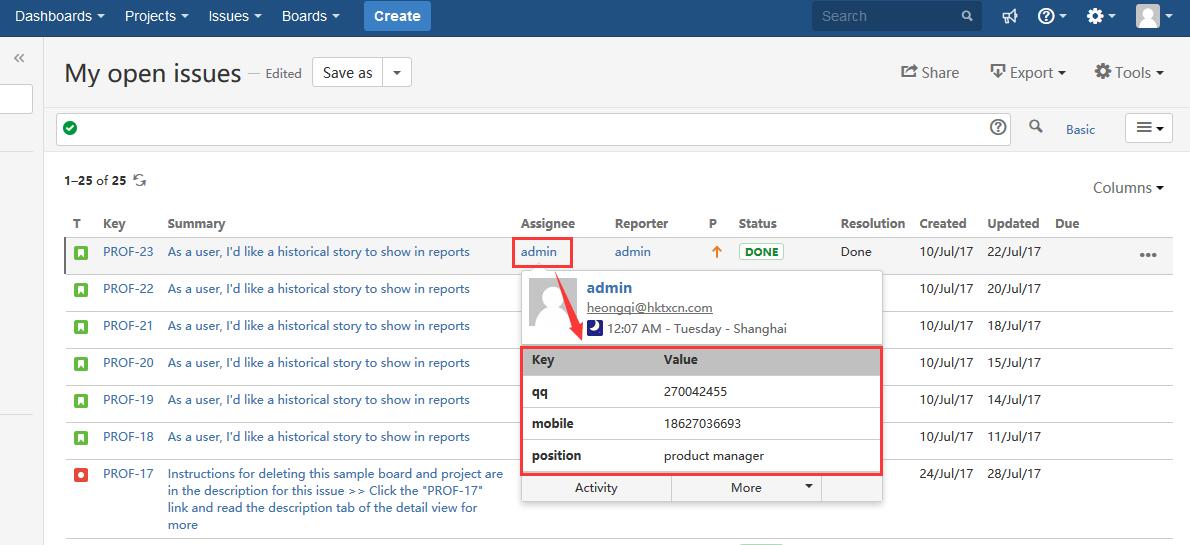 Dashboards Projects Issues Boards Create Search
My open issues — Edited Save as Share Export Tools
Basic
1–25 of 25
Columns
T Key Summary Assignee Reporter P Status Resolution Created Updated Due
PROF-23 As a user, I'd like a historical story to show in reports admin admin DONE Done 10/Jul/17 22/Jul/17
PROF-22 As a user, I'd like a historical story to show in reports 10/Jul/17 20/Jul/17
PROF-21 As a user, I'd like a historical story to show in reports 10/Jul/17 18/Jul/17
PROF-20 As a user, I'd like a historical story to show in reports 10/Jul/17 15/Jul/17
PROF-19 As a user, I'd like a historical story to show in reports 10/Jul/17 14/Jul/17
PROF-18 As a user, I'd like a historical story to show in reports 10/Jul/17 11/Jul/17
PROF-17 Instructions for deleting this sample board and project are 24/Jul/17 28/Jul/17
in the description for this issue >> Click the "PROF-17"
link and read the description tab of the detail view for
more
admin
heongqi@hktxcn.com
12:07 AM - Tuesday - Shanghai
Key Value
qq 270042455
mobile 18627036693
position product manager
Activity More